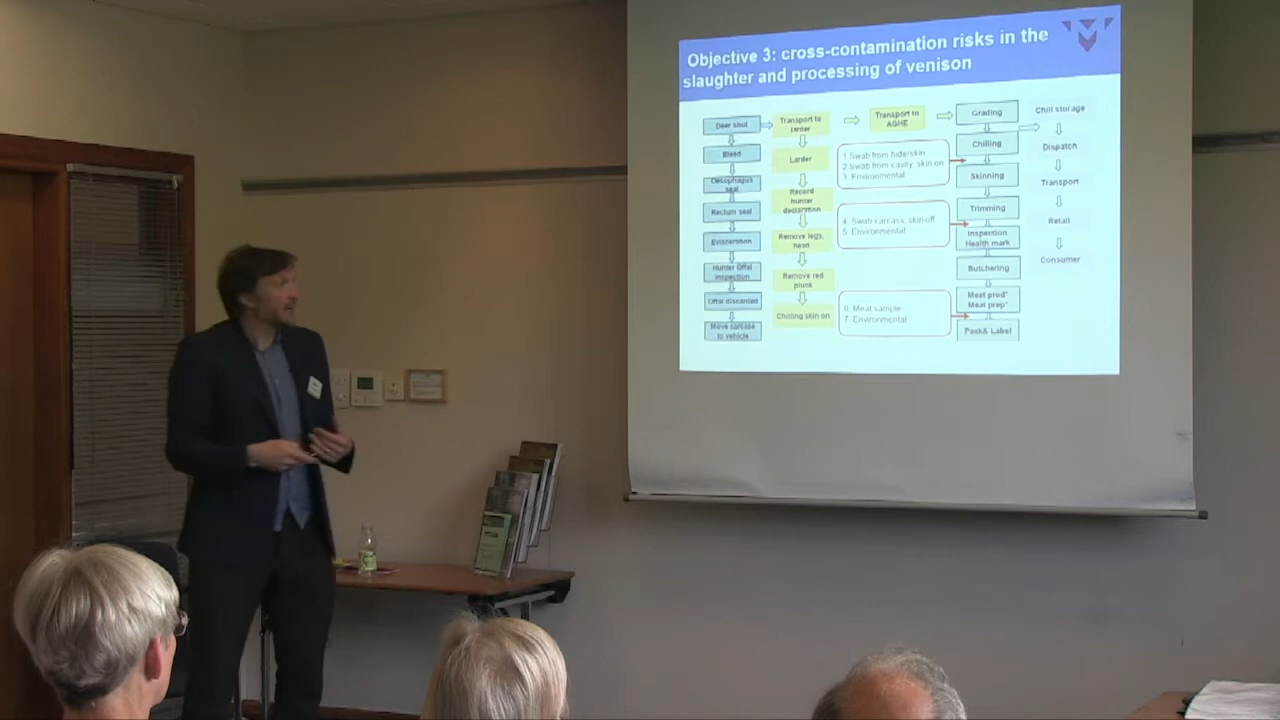 Objective 3: cross-contamination risks in the
slaughter and processing of venison
Deer shot
Bleed
Oesophagus
seal
Rectum seal
Evisceration
Hunter Offal
Inspection
Offal discarded
Move carcase
to vehicle
Transport to
larder
Larder
Record
hunter
declaration
Remove legs,
head
Remove red
pluck
Chilling skin on
Transport to
AGHE
1. Swab from hide/skin
2. Swab from cavity, skin on
3. Environmental
4. Swab carcass, skin off
5. Environmental
6. Meat sample
7. Environmental
Grading
Chilling
Skinning
Trimming
Inspection
Health mark
Butchering
Meat prod"
Meat prep"
Pack& Label
Chill storage
Dispatch
Transport
Retail
Consumer